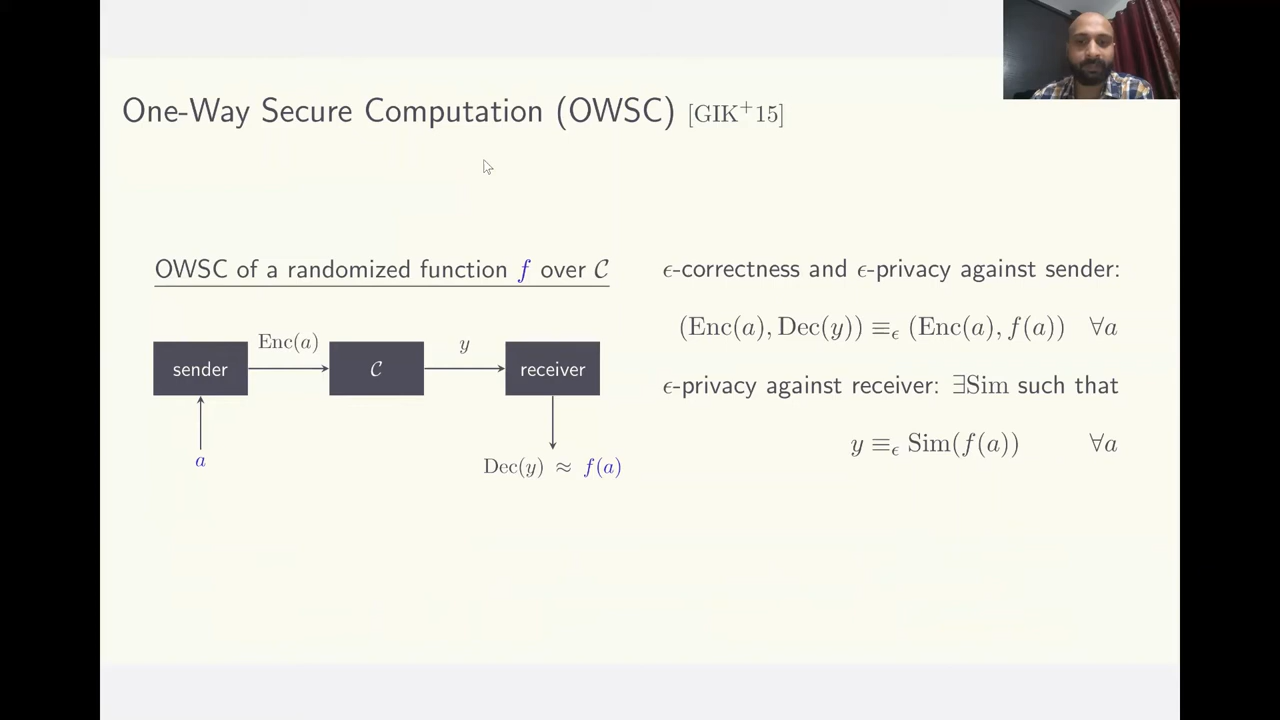 One-Way Secure Computation (OWSC) [GIK⁺15]
OWSC of a randomized function f over 𝒞
Enc(a)
y
sender
𝒞
receiver
a
Dec(y) ≈ f(a)
ϵ-correctness and ϵ-privacy against sender:
(Enc(a), Dec(y)) ≡ϵ (Enc(a), f(a)) ∀a
ϵ-privacy against receiver: ∃Sim such that
y ≡ϵ Sim(f(a)) ∀a